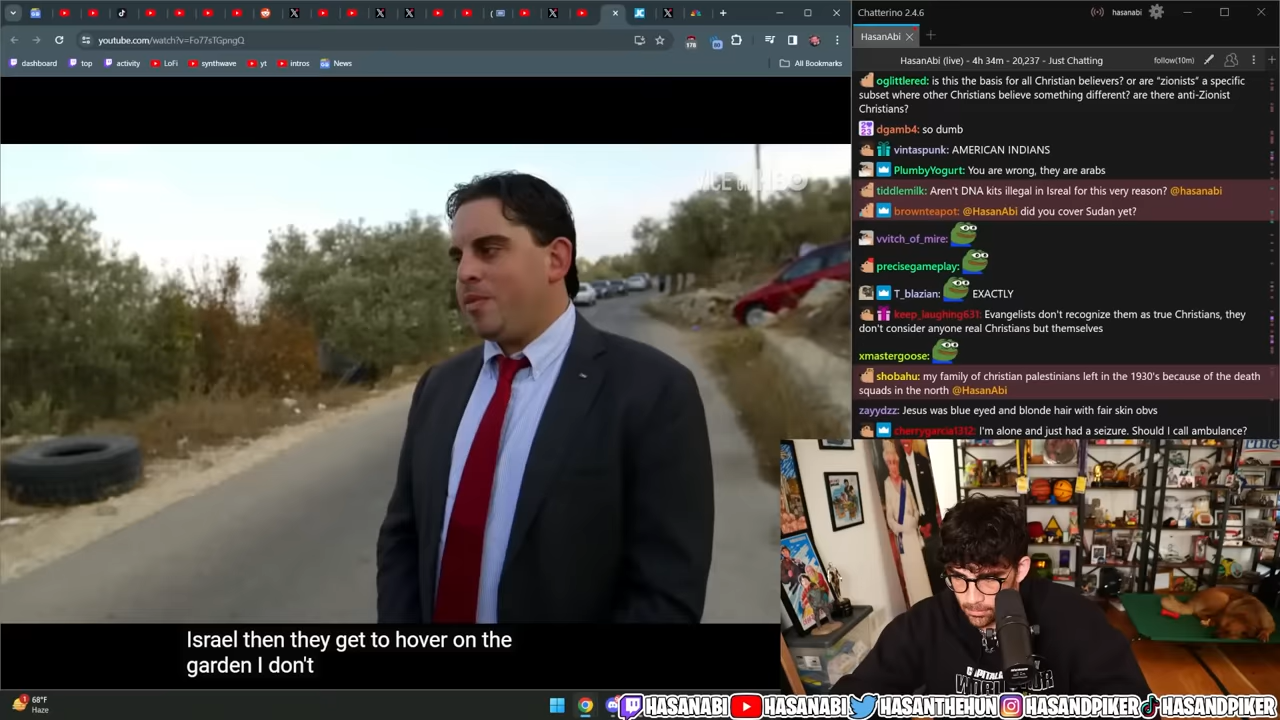 Chatterino 2.4.6
hasanabi
HasanAbi
youtube.com/watch?v=Fo77sTGpngQ
178
dashboard
top
activity
LoFi
synthwave
yt
intros
News
All Bookmarks
HasanAbi (live) - 4h 34m - 20,237 - Just Chatting
follow(10m)
oglittlered: is this the basis for all Christian believers? or are “zionists” a specific
subset where other Christians believe something different? are there anti-Zionist
Christians?
dgamb4: so dumb
vintaspunk: AMERICAN INDIANS
PlumbyYogurt: You are wrong, they are arabs
tiddlemilk: Aren't DNA kits illegal in Isreal for this very reason? @hasanabi
brownteapot: @HasanAbi did you cover Sudan yet?
vvitch_of_mire:
precisegameplay:
T_blazian: EXACTLY
keep_laughing631: Evangelists don't recognize them as true Christians, they
don't consider anyone real Christians but themselves
xmastergoose:
shobahu: my family of christian palestinians left in the 1930's because of the death
squads in the north @HasanAbi
zayydzz: Jesus was blue eyed and blonde hair with fair skin obvs
cherrygarcia1312: I'm alone and just had a seizure. Should I call ambulance?
VICE on HBO
Israel then they get to hover on the
garden I don't
68°F
Haze
HASANABI
HASANABI
HASANTHEHUN
HASANDPIKER
HASANDPIKER